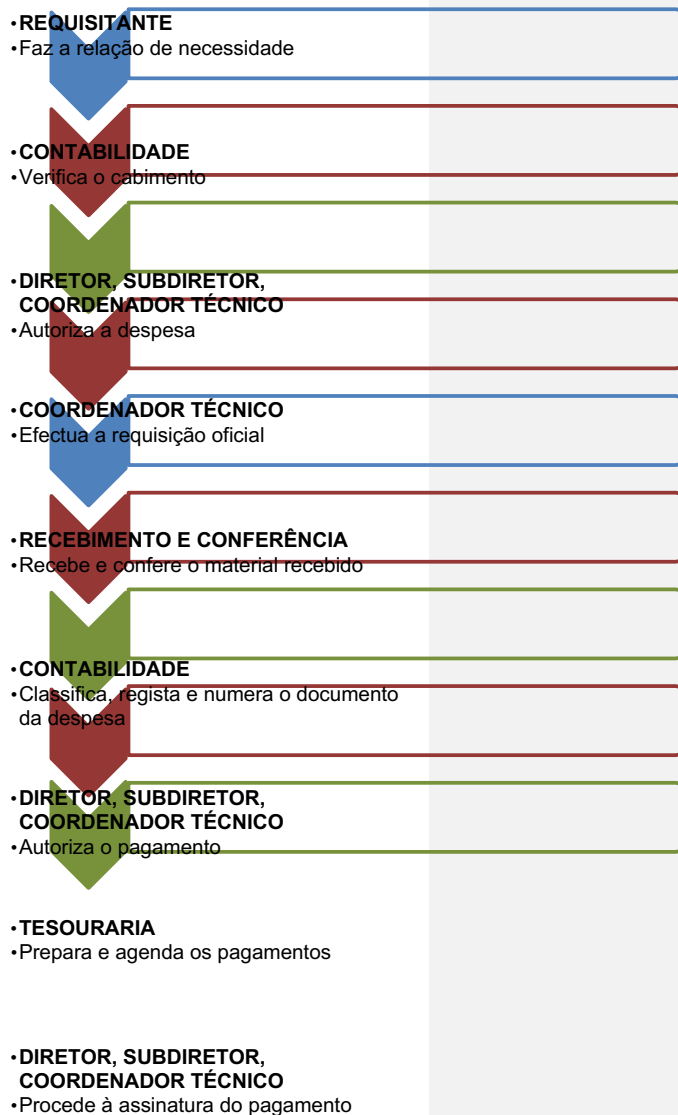 •REQUISITANTE
•Faz a relação de necessidade
•CONTABILIDADE
•Verifica o cabimento
•DIRETOR, SUBDIRETOR,
COORDENADOR TÉCNICO
•Autoriza a despesa
•COORDENADOR TÉCNICO
•Efectua a requisição oficial
•RECEBIMENTO E CONFERÊNCIA
•Recebe e confere o material recebido
•CONTABILIDADE
•Classifica, regista e numera o documento
da despesa
•DIRETOR, SUBDIRETOR,
COORDENADOR TÉCNICO
•Autoriza o pagamento
•TESOURARIA
•Prepara e agenda os pagamentos
•DIRETOR, SUBDIRETOR,
COORDENADOR TÉCNICO
•Procede à assinatura do pagamento